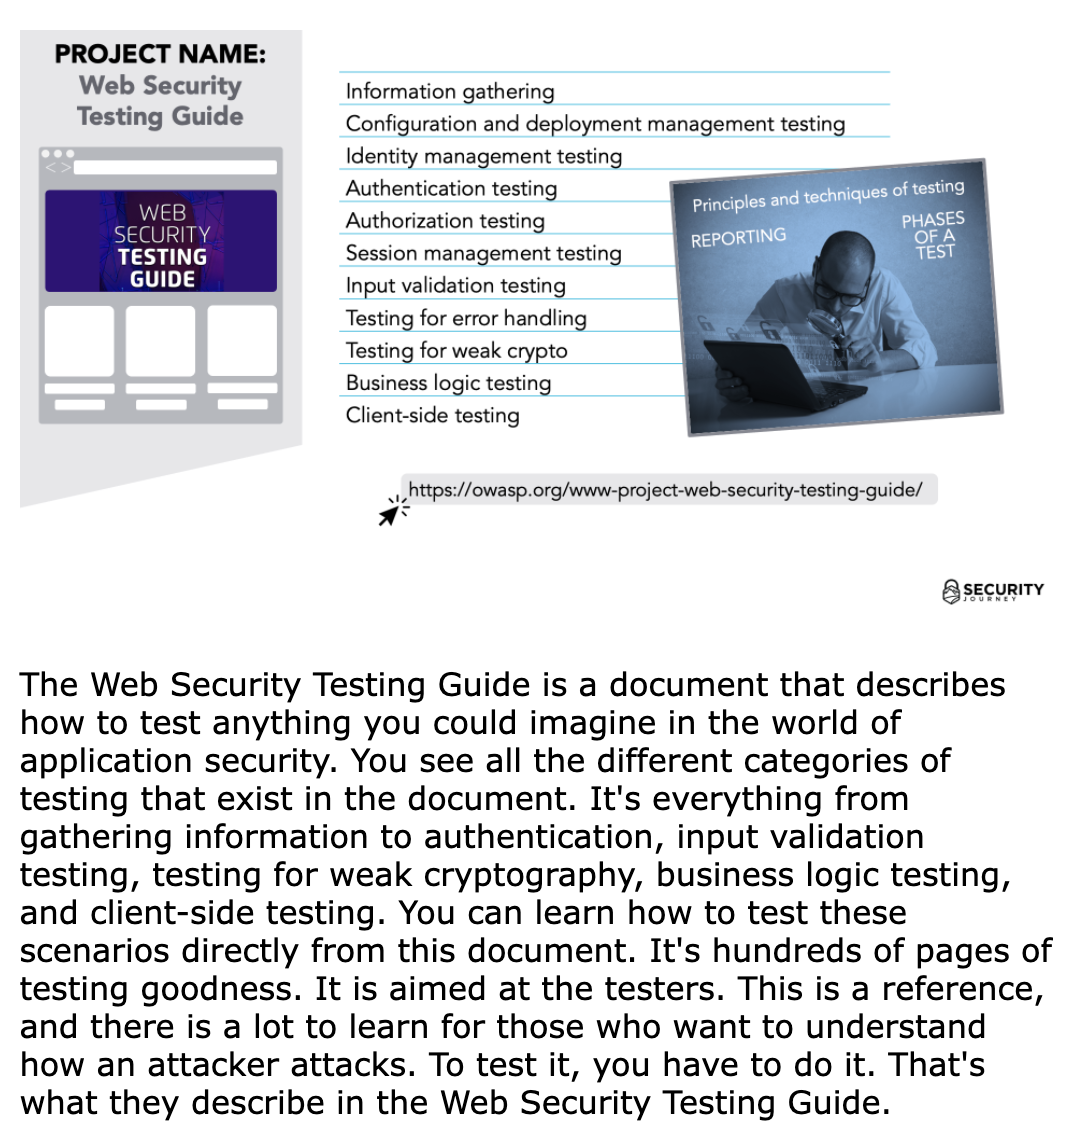 PROJECT NAME:
Web Security
Testing Guide
< >
WEB
SECURITY
TESTING
GUIDE
Information gathering
Configuration and deployment management testing
Identity management testing
Authentication testing
Authorization testing
Session management testing
Input validation testing
Testing for error handling
Testing for weak crypto
Business logic testing
Client-side testing
Principles and techniques of testing
REPORTING
PHASES
OF A
TEST
https://owasp.org/www-project-web-security-testing-guide/
SECURITY
JOURNEY
The Web Security Testing Guide is a document that describes
how to test anything you could imagine in the world of
application security. You see all the different categories of
testing that exist in the document. It's everything from
gathering information to authentication, input validation
testing, testing for weak cryptography, business logic testing,
and client-side testing. You can learn how to test these
scenarios directly from this document. It's hundreds of pages of
testing goodness. It is aimed at the testers. This is a reference,
and there is a lot to learn for those who want to understand
how an attacker attacks. To test it, you have to do it. That's
what they describe in the Web Security Testing Guide.